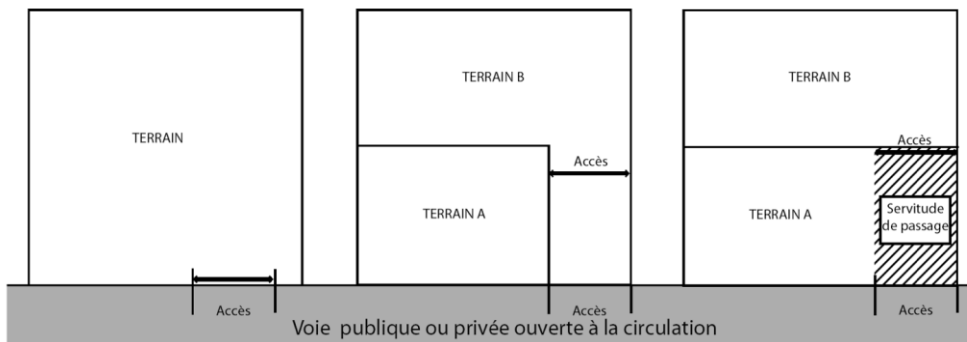 TERRAIN
Accès
TERRAIN B
Accès
TERRAIN A
Accès
TERRAIN B
Accès
TERRAIN A
Servitude
de passage
Accès
Voie publique ou privée ouverte à la circulation